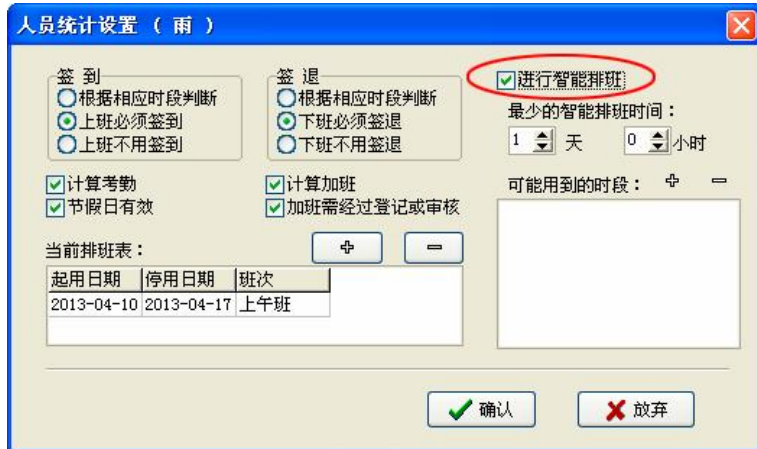 人员统计设置 （ 雨 ）
签 到
根据相应时段判断
上班必须签到
上班不用签到
签 退
根据相应时段判断
下班必须签退
下班不用签退
进行智能排班
最少的智能排班时间：
1 天 0 小时
计算考勤
节假日有效
计算加班
加班需经过登记或审核
可能用到的时段：
当前排班表：
起用日期 停用日期 班次
2013-04-10 2013-04-17 上午班
确认
放弃